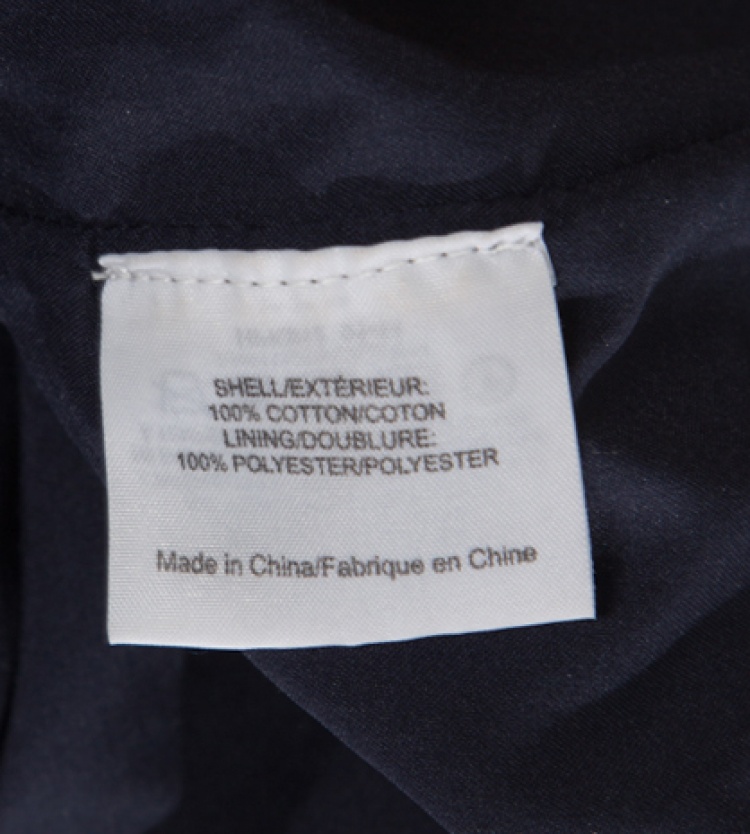 SHELL/EXTÉRIEUR:
100% COTTON/COTON
LINING/DOUBLURE:
100% POLYESTER/POLYESTER
Made in China/Fabrique en Chine